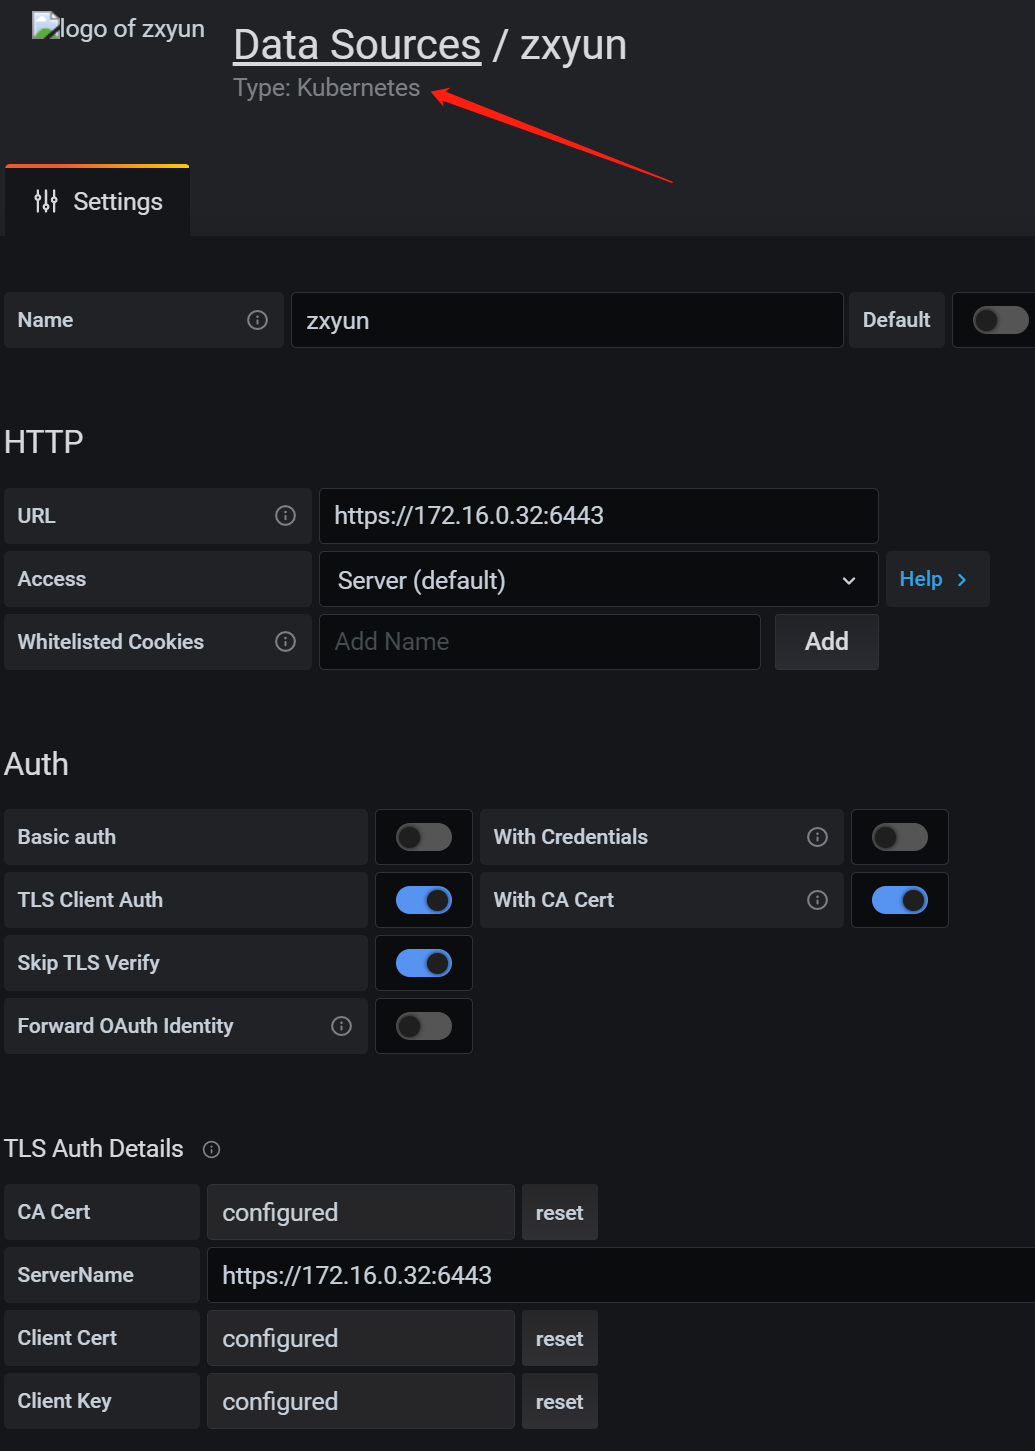 logo of zxyun
Data Sources / zxyun
Type: Kubernetes
Settings
Name zxyun Default
HTTP
URL https://172.16.0.32:6443
Access Server (default) Help
Whitelisted Cookies Add Name Add
Auth
Basic auth With Credentials
TLS Client Auth With CA Cert
Skip TLS Verify
Forward OAuth Identity
TLS Auth Details
CA Cert configured reset
ServerName https://172.16.0.32:6443
Client Cert configured reset
Client Key configured reset